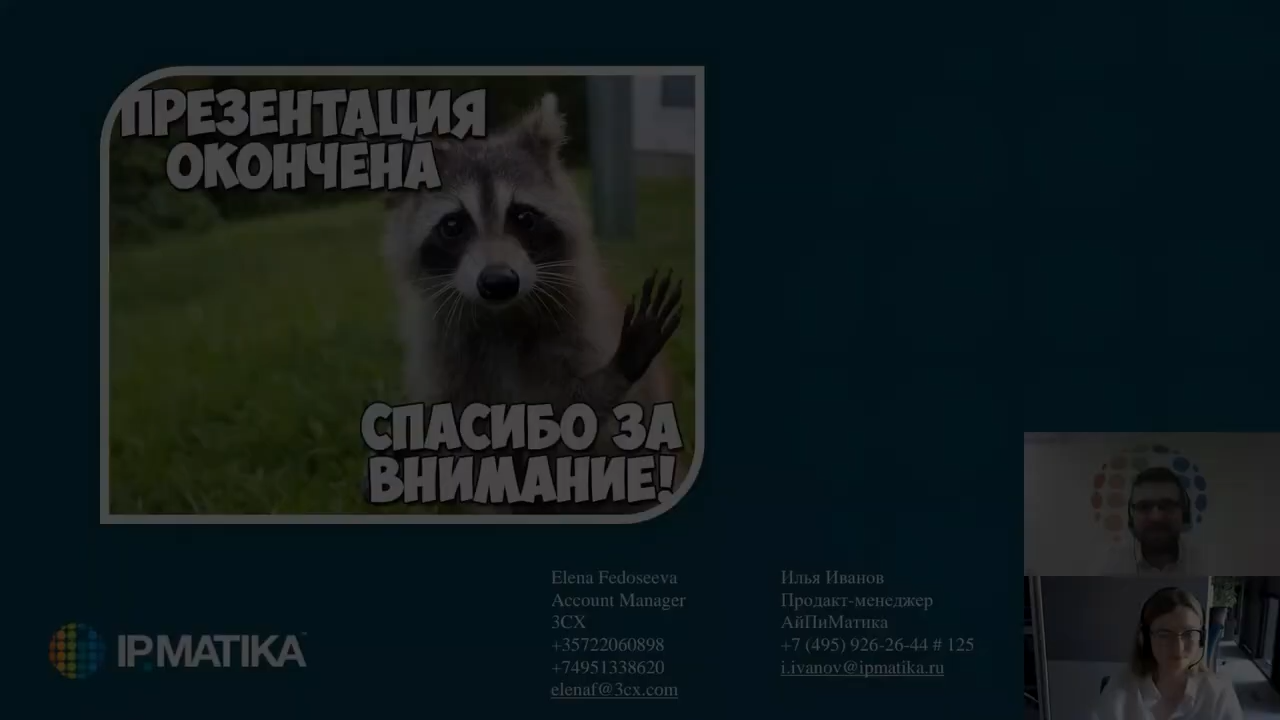 ПРЕЗЕНТАЦИЯ
ОКОНЧЕНА
СПАСИБО ЗА
ВНИМАНИЕ!
IPMATIKA™
Elena Fedoseeva
Account Manager
3CX
+35722060898
+74951338620
elenaf@3cx.com
Илья Иванов
Продакт-менеджер
АйПиМатика
+7 (495) 926-26-44 # 125
i.ivanov@ipmatika.ru